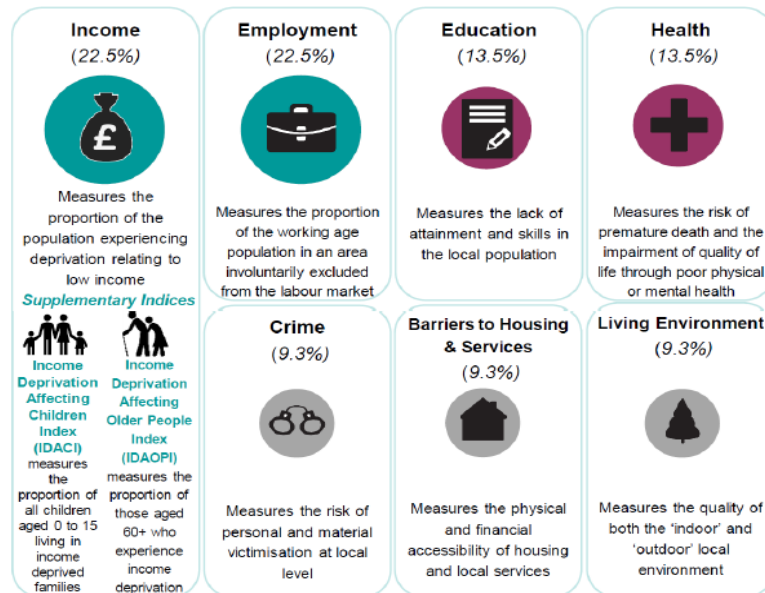 Income
(22.5%)
£
Measures the
proportion of the
population experiencing
deprivation relating to
low income
Supplementary Indices
Income
Deprivation
Affecting
Children
Index
(IDACI)
measures
the
proportion of
all children
aged 0 to 15
living in
income
deprived
families
Income
Deprivation
Affecting
Older People
Index
(IDAOPI)
measures the
proportion of
those aged
60+ who
experience
income
deprivation
Employment
(22.5%)
Measures the proportion
of the working age
population in an area
involuntarily excluded
from the labour market
Education
(13.5%)
Measures the lack of
attainment and skills in
the local population
Health
(13.5%)
Measures the risk of
premature death and the
impairment of quality of
life through poor physical
or mental health
Crime
(9.3%)
Measures the risk of
personal and material
victimisation at local
level
Barriers to Housing
& Services
(9.3%)
Measures the physical
and financial
accessibility of housing
and local services
Living Environment
(9.3%)
Measures the quality of
both the ‘indoor’ and
‘outdoor’ local
environment